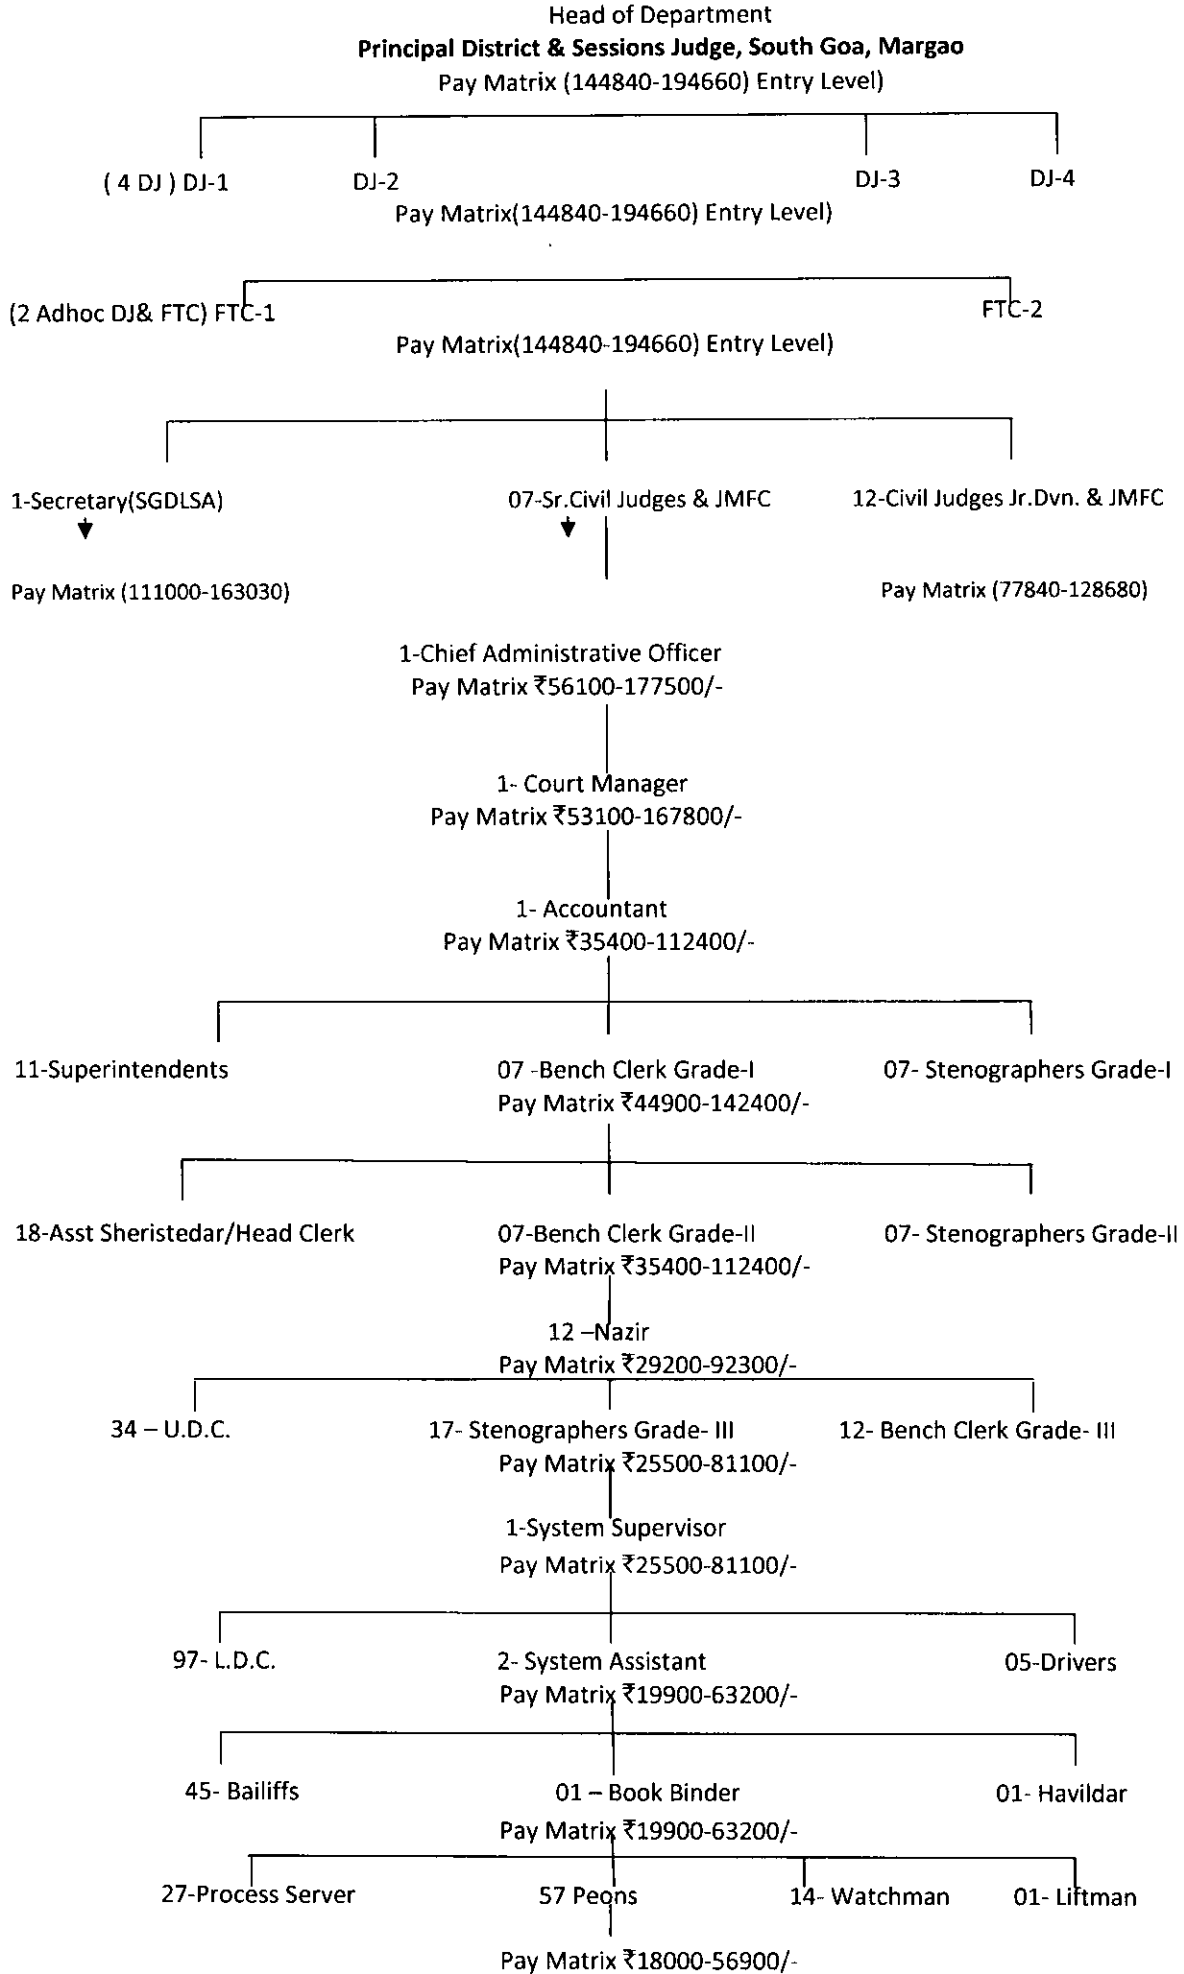 Head of Department
Principal District & Sessions Judge, South Goa, Margao
Pay Matrix (144840-194660) Entry Level)
( 4 DJ ) DJ-1 DJ-2 DJ-3 DJ-4
Pay Matrix(144840-194660) Entry Level)
(2 Adhoc DJ& FTC) FTC-1 FTC-2
Pay Matrix(144840-194660) Entry Level)
1-Secretary(SGDLSA) 07-Sr.Civil Judges & JMFC 12-Civil Judges Jr.Dvn. & JMFC
Pay Matrix (111000-163030) Pay Matrix (77840-128680)
1-Chief Administrative Officer
Pay Matrix ₹56100-177500/-
1- Court Manager
Pay Matrix ₹53100-167800/-
1- Accountant
Pay Matrix ₹35400-112400/-
11-Superintendents 07 -Bench Clerk Grade-I 07- Stenographers Grade-I
Pay Matrix ₹44900-142400/-
18-Asst Sheristedar/Head Clerk 07-Bench Clerk Grade-II 07- Stenographers Grade-II
Pay Matrix ₹35400-112400/-
12 –Nazir
Pay Matrix ₹29200-92300/-
34 – U.D.C. 17- Stenographers Grade- III 12- Bench Clerk Grade- III
Pay Matrix ₹25500-81100/-
1-System Supervisor
Pay Matrix ₹25500-81100/-
97- L.D.C. 2- System Assistant 05-Drivers
Pay Matrix ₹19900-63200/-
45- Bailiffs 01 – Book Binder 01- Havildar
Pay Matrix ₹19900-63200/-
27-Process Server 57 Peons 14- Watchman 01- Liftman
Pay Matrix ₹18000-56900/-